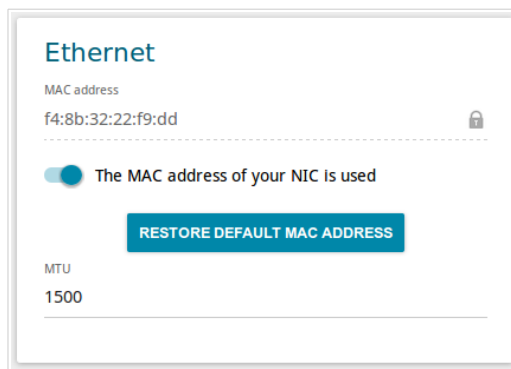 Ethernet
MAC address
f4:8b:32:22:f9:dd
The MAC address of your NIC is used
RESTORE DEFAULT MAC ADDRESS
MTU
1500